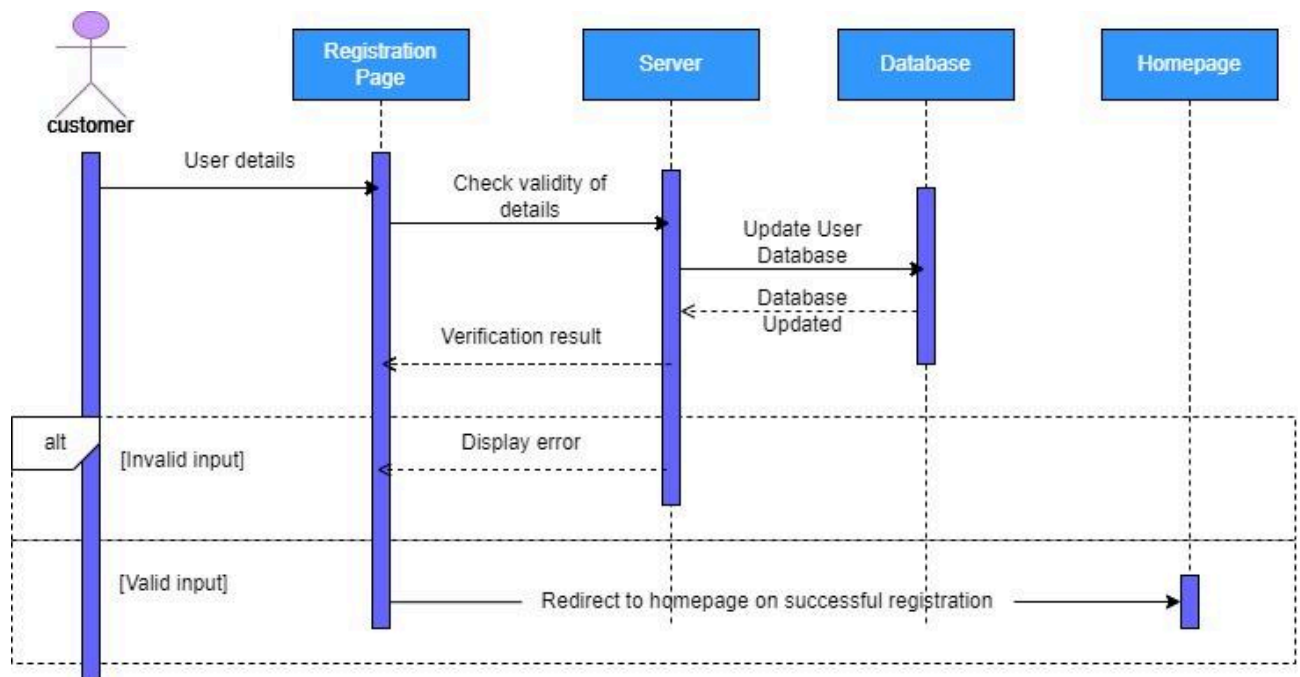 Registration
Page
Server
Database
Homepage
customer
User details
Check validity of
details
Update User
Database
Database
Updated
Verification result
alt
[Invalid input]
Display error
[Valid input]
Redirect to homepage on successful registration